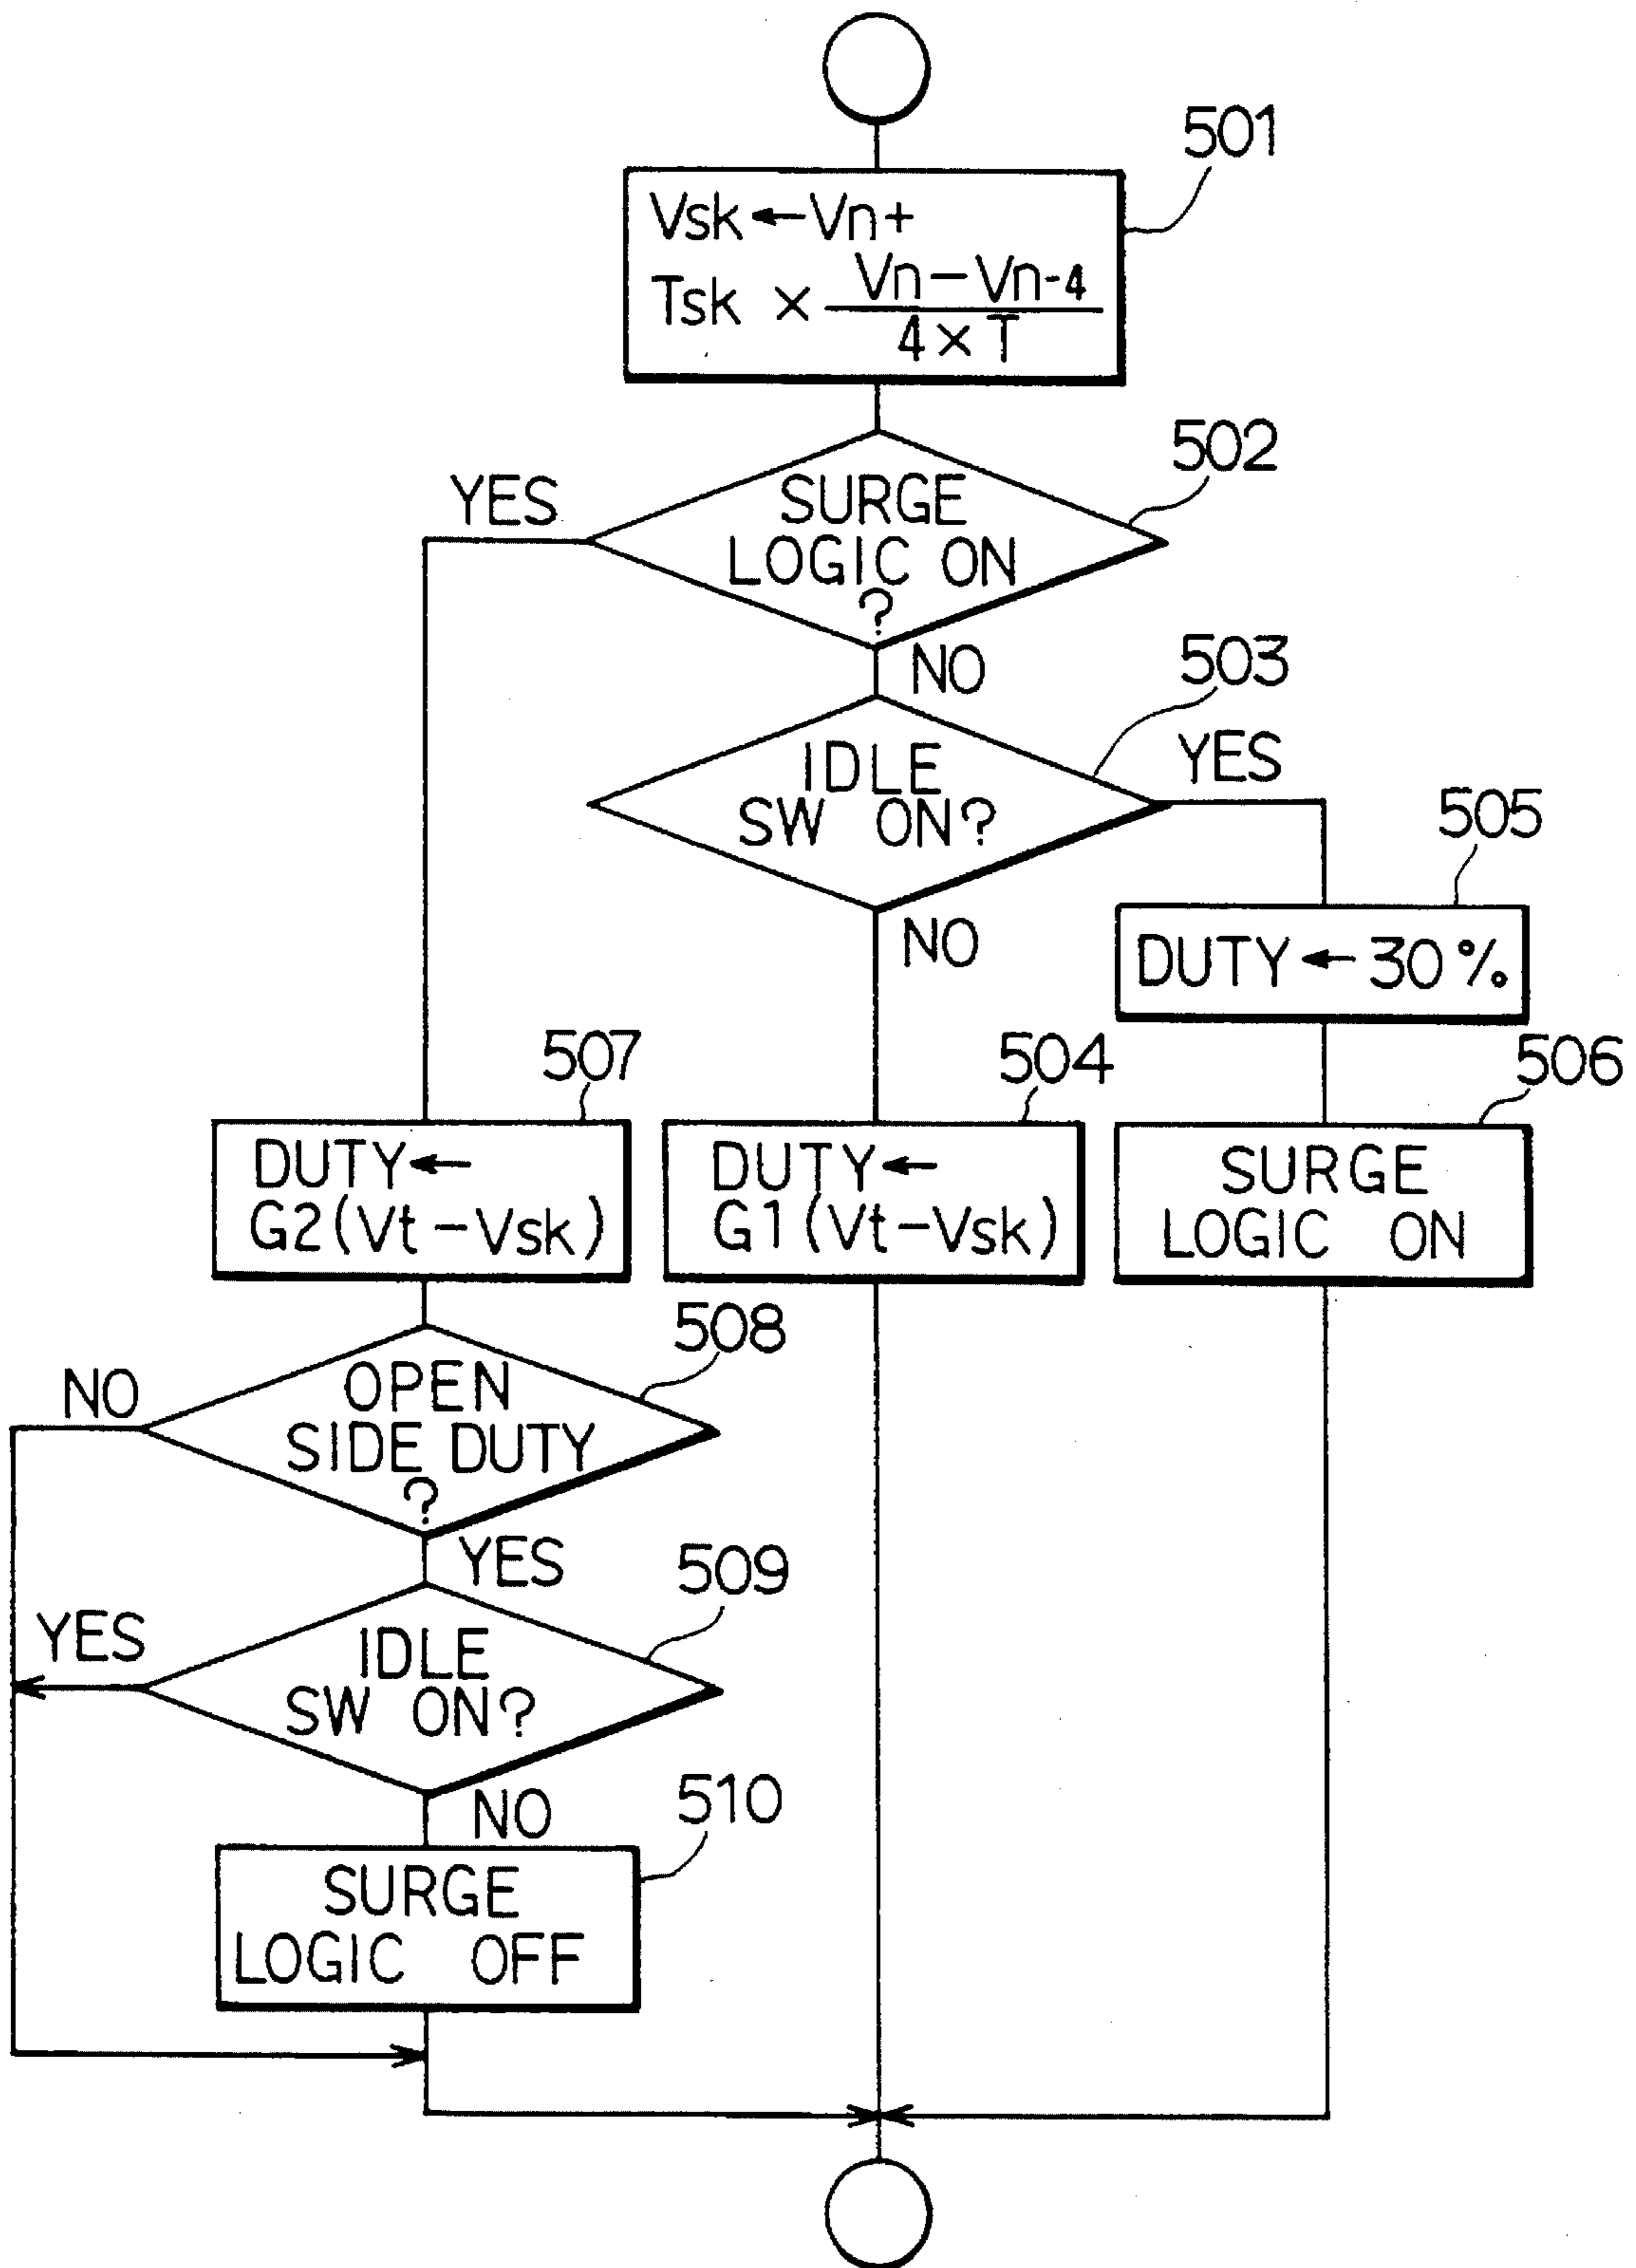 501
Vsk←Vn+
Tsk × Vn-Vn-4
4×T
502
YES
SURGE
LOGIC ON
?
NO
503
IDLE
SW ON?
YES
505
NO
DUTY←30%
507
504
506
DUTY←
G2(Vt-Vsk)
DUTY←
G1(Vt-Vsk)
SURGE
LOGIC ON
508
NO
OPEN
SIDE DUTY
?
YES
509
YES
IDLE
SW ON?
NO
510
SURGE
LOGIC OFF